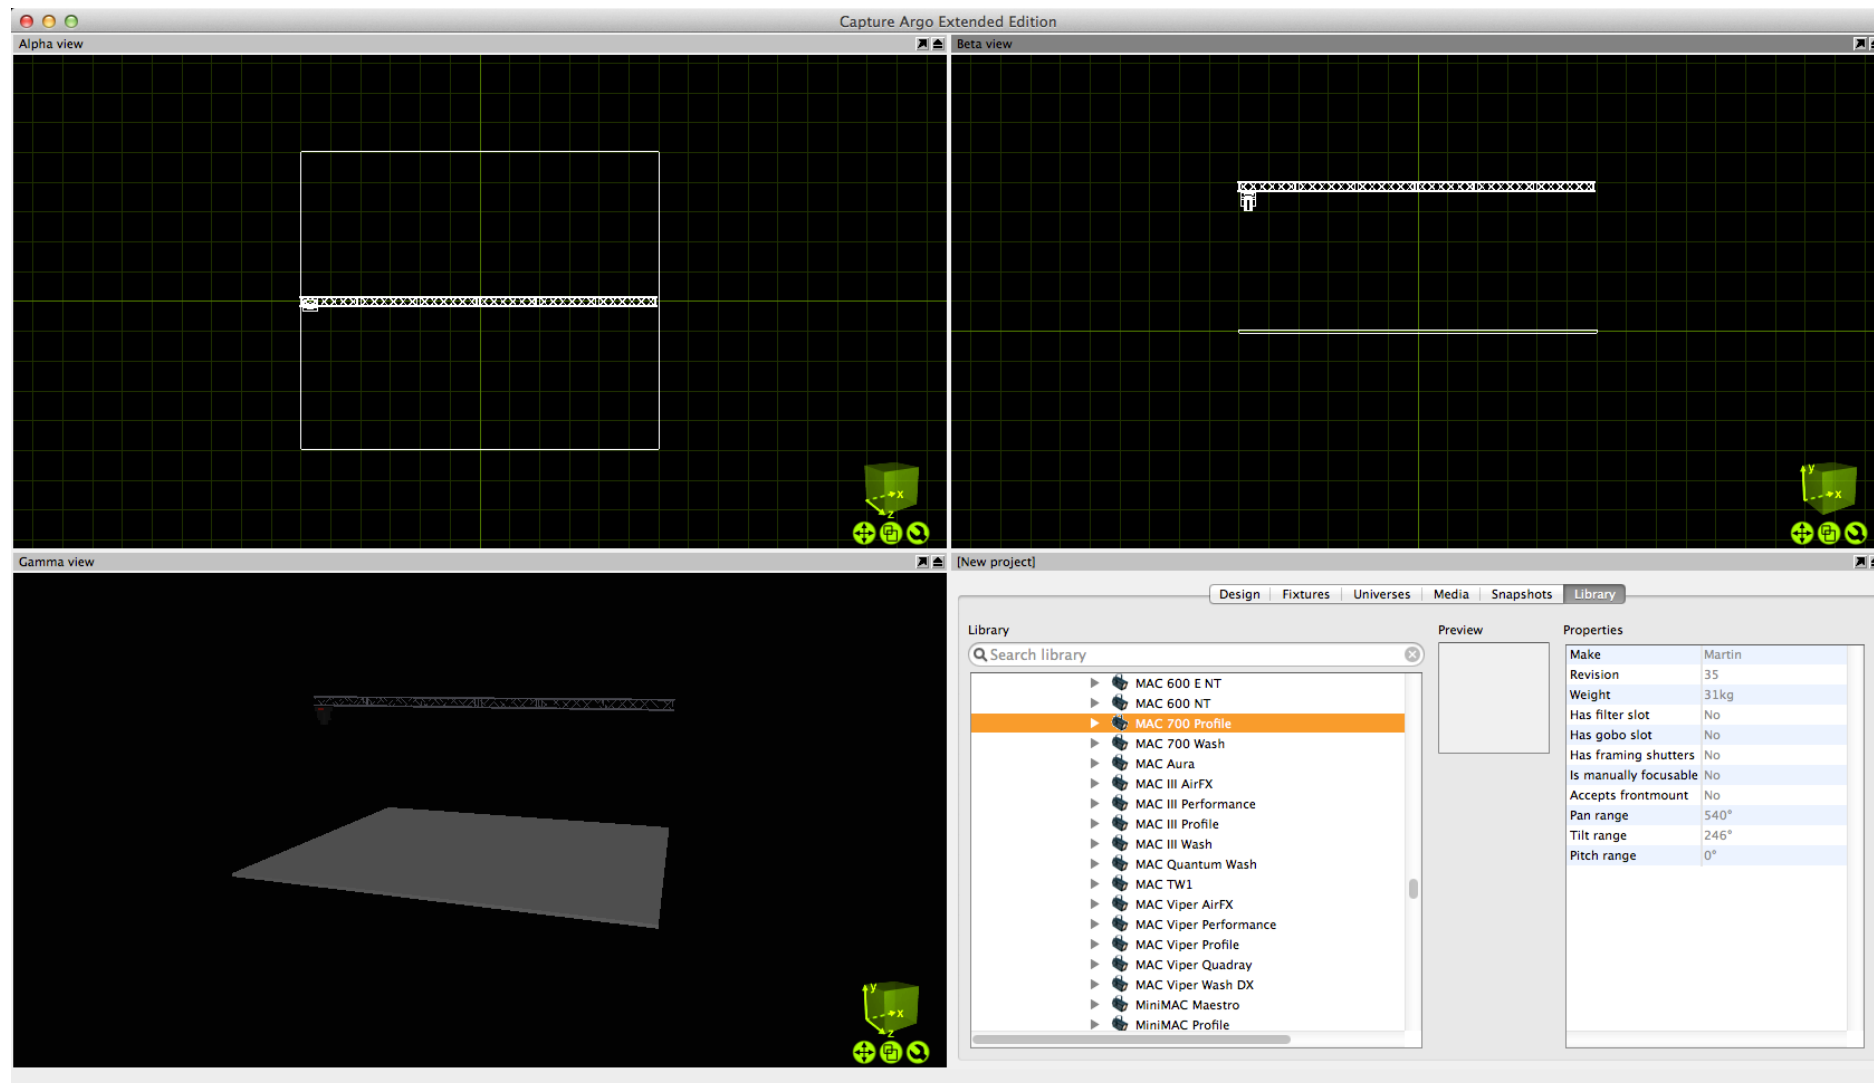 Capture Argo Extended Edition
Alpha view
Beta view
x
z
y
x
Gamma view
y
x
z
[New project]
Design
Fixtures
Universes
Media
Snapshots
Library
Library
Search library
MAC 600 E NT
MAC 600 NT
MAC 700 Profile
MAC 700 Wash
MAC Aura
MAC III AirFX
MAC III Performance
MAC III Profile
MAC III Wash
MAC Quantum Wash
MAC TW1
MAC Viper AirFX
MAC Viper Performance
MAC Viper Profile
MAC Viper Quadray
MAC Viper Wash DX
MiniMAC Maestro
MiniMAC Profile
Preview
Properties
Make Martin
Revision 35
Weight 31kg
Has filter slot No
Has gobo slot No
Has framing shutters No
Is manually focusable No
Accepts frontmount No
Pan range 540°
Tilt range 246°
Pitch range 0°